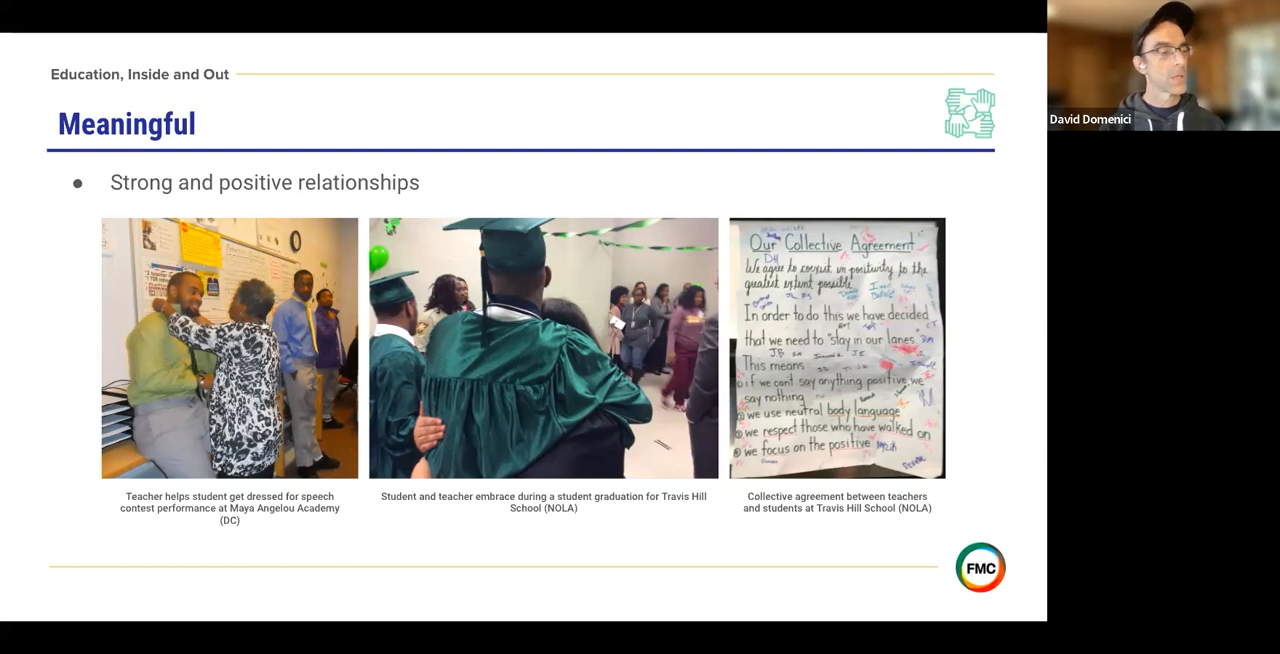 Education, Inside and Out
Meaningful
● Strong and positive relationships
Our Collective Agreement
We agree to commit in positivity to the
greatest extent possible
In order to do this we have decided
that we need to "stay in our lanes"
This means
if we can't say anything positive we
say nothing
we use neutral body language
we respect those who have walked on
we focus on the positive
Teacher helps student get dressed for speech
contest performance at Maya Angelou Academy
(DC)
Student and teacher embrace during a student graduation for Travis Hill
School (NOLA)
Collective agreement between teachers
and students at Travis Hill School (NOLA)
FMC
David Domenici